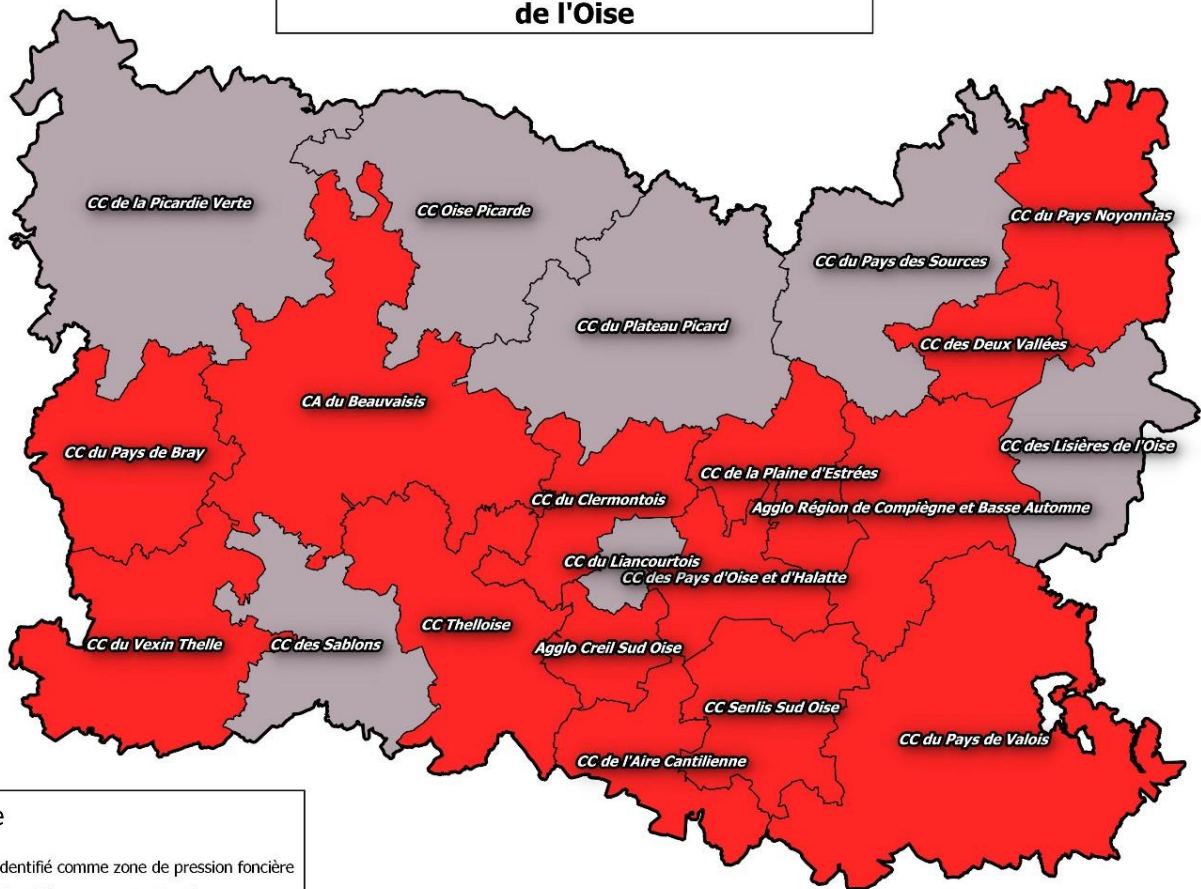 de l'Oise
CC de la Picardie Verte
CC Oise Picarde
CC du Pays Noyonnias
CC du Pays des Sources
CC du Plateau Picard
CC des Deux Vallées
CA du Beauvaisis
CC du Pays de Bray
CC des Lisières de l'Oise
CC de la Plaine d'Estrées
CC du Clermontois
Agglo Région de Compiègne et Basse Automne
CC du Liancourtois
CC des Pays d'Oise et d'Halatte
CC Thelloise
CC du Vexin Thelle
CC des Sablons
Agglo Creil Sud Oise
CC Senlis Sud Oise
CC du Pays de Valois
CC de l'Aire Cantilienne
dentifié comme zone de pression foncière